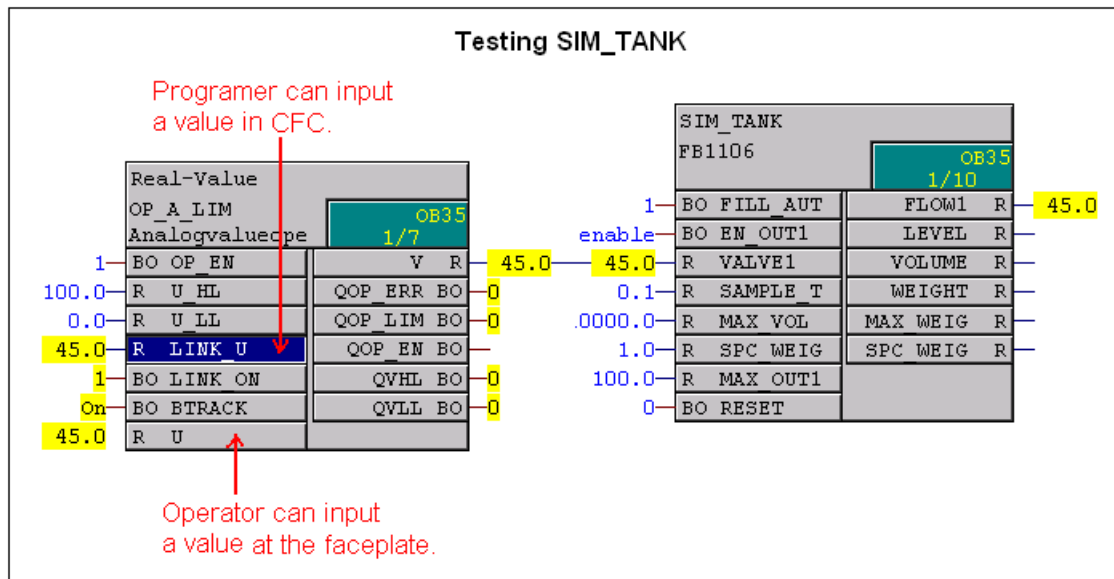 Testing SIM_TANK
Programer can input
a value in CFC.
Real-Value
OP_A_LIM
Analogvalueope
OB35
1/7
1 BO OP_EN V R 45.0
100.0 R U_HL QOP_ERR BO 0
0.0 R U_LL QOP_LIM BO 0
45.0 R LINK_U QOP_EN BO
1 BO LINK_ON QVHL BO 0
On BO BTRACK QVLL BO 0
45.0 R U
Operator can input
a value at the faceplate.
SIM_TANK
FB1106
OB35
1/10
1 BO FILL_AUT FLOW1 R 45.0
enable BO EN_OUT1 LEVEL R
45.0 R VALVE1 VOLUME R
0.1 R SAMPLE_T WEIGHT R
.0000.0 R MAX_VOL MAX_WEIG R
1.0 R SPC_WEIG SPC_WEIG R
100.0 R MAX OUT1
0 BO RESET